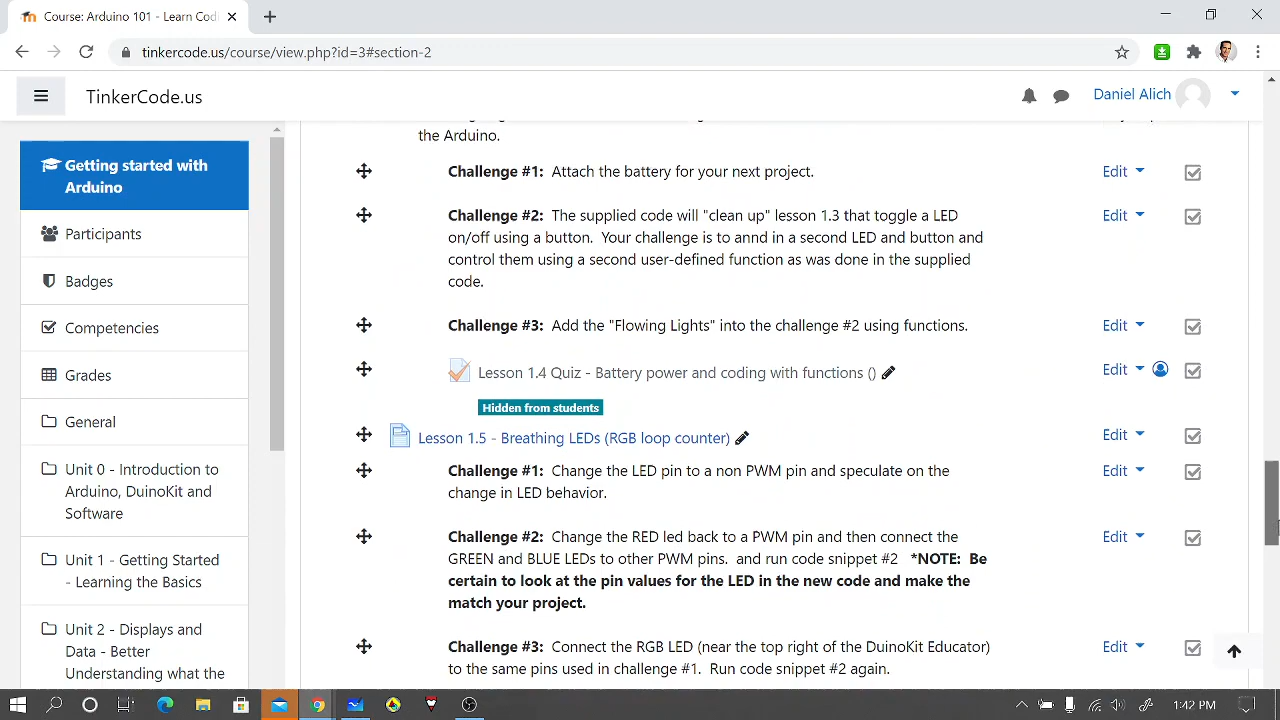 Course: Arduino 101 - Learn Cod
tinkercode.us/course/view.php?id=3#section-2
TinkerCode.us
Daniel Alich
Getting started with
Arduino
Participants
Badges
Competencies
Grades
General
Unit 0 - Introduction to
Arduino, DuinoKit and
Software
Unit 1 - Getting Started
- Learning the Basics
Unit 2 - Displays and
Data - Better
Understanding what the
the Arduino.
Challenge #1: Attach the battery for your next project.
Edit
Challenge #2: The supplied code will "clean up" lesson 1.3 that toggle a LED
on/off using a button. Your challenge is to annd in a second LED and button and
control them using a second user-defined function as was done in the supplied
code.
Edit
Challenge #3: Add the "Flowing Lights" into the challenge #2 using functions.
Edit
Lesson 1.4 Quiz - Battery power and coding with functions ()
Edit
Hidden from students
Lesson 1.5 - Breathing LEDs (RGB loop counter)
Edit
Challenge #1: Change the LED pin to a non PWM pin and speculate on the
change in LED behavior.
Edit
Challenge #2: Change the RED led back to a PWM pin and then connect the
GREEN and BLUE LEDs to other PWM pins. and run code snippet #2 *NOTE: Be
certain to look at the pin values for the LED in the new code and make the
match your project.
Edit
Challenge #3: Connect the RGB LED (near the top right of the DuinoKit Educator)
to the same pins used in challenge #1. Run code snippet #2 again.
Edit
1:42 PM